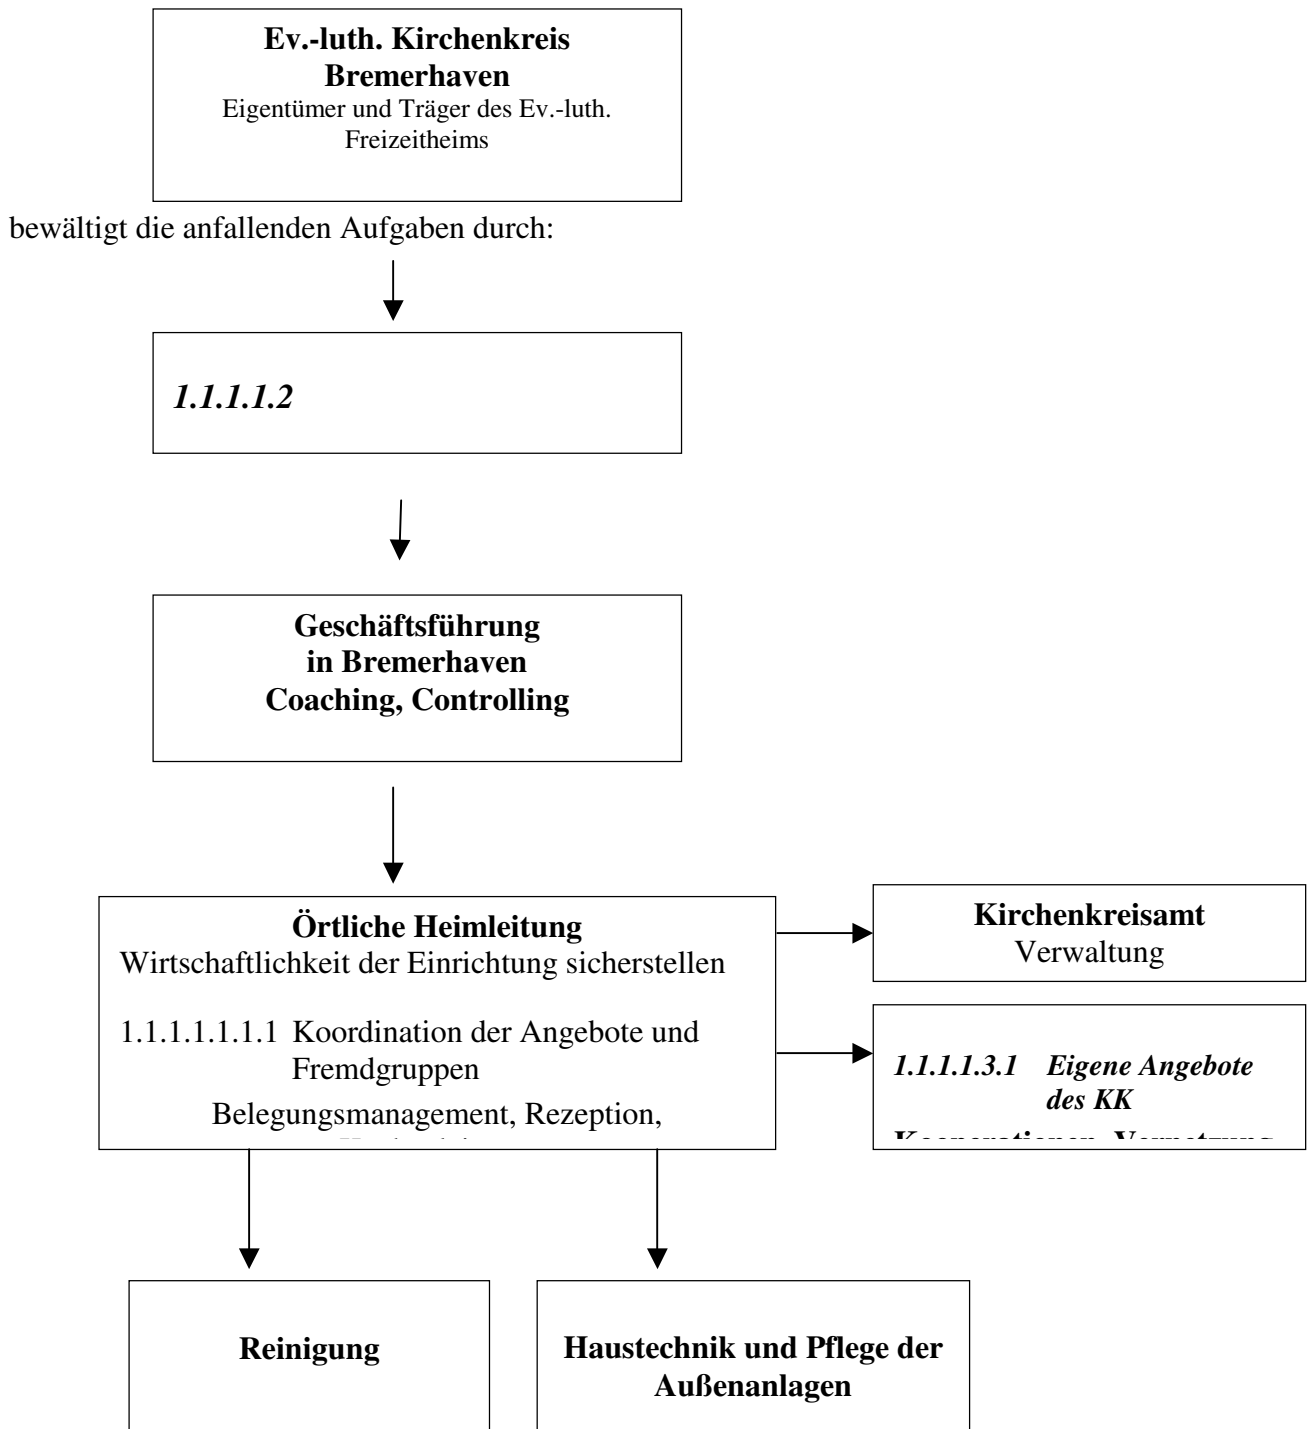 Ev.-luth. Kirchenkreis
Bremerhaven
Eigentümer und Träger des Ev.-luth.
Freizeitheims
bewältigt die anfallenden Aufgaben durch:
1.1.1.1.2
Geschäftsführung
in Bremerhaven
Coaching, Controlling
Örtliche Heimleitung
Wirtschaftlichkeit der Einrichtung sicherstellen
1.1.1.1.1.1.1 Koordination der Angebote und
Fremdgruppen
Belegungsmanagement, Rezeption,
Kirchenkreisamt
Verwaltung
1.1.1.1.3.1 Eigene Angebote
des KK
Kooperationen, Vernetzung
Reinigung
Haustechnik und Pflege der
Außenanlagen